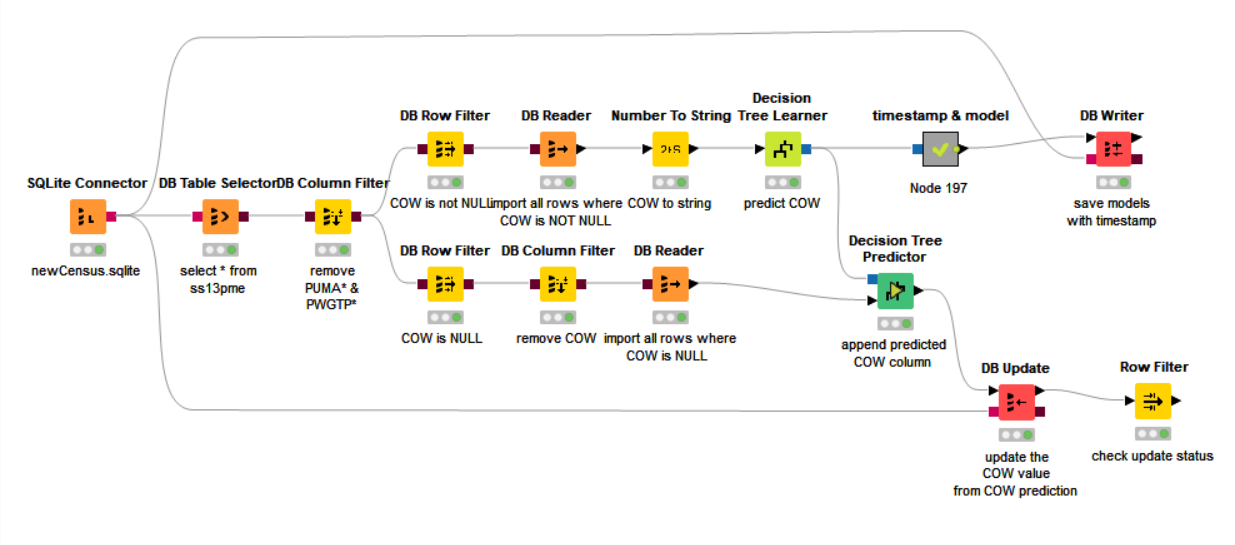 SQLite Connector
newCensus.sqlite
DB Table Selector
select * from
ss13pme
DB Column Filter
remove
PUMA* &
PWGTP*
DB Row Filter
COW is not NULL
DB Reader
import all rows where
COW is NOT NULL
Number To String
2›S
COW to string
Decision
Tree Learner
predict COW
timestamp & model
Node 197
DB Writer
save models
with timestamp
DB Row Filter
COW is NULL
DB Column Filter
remove COW
DB Reader
import all rows where
COW is NULL
Decision Tree
Predictor
append predicted
COW column
DB Update
update the
COW value
from COW prediction
Row Filter
check update status